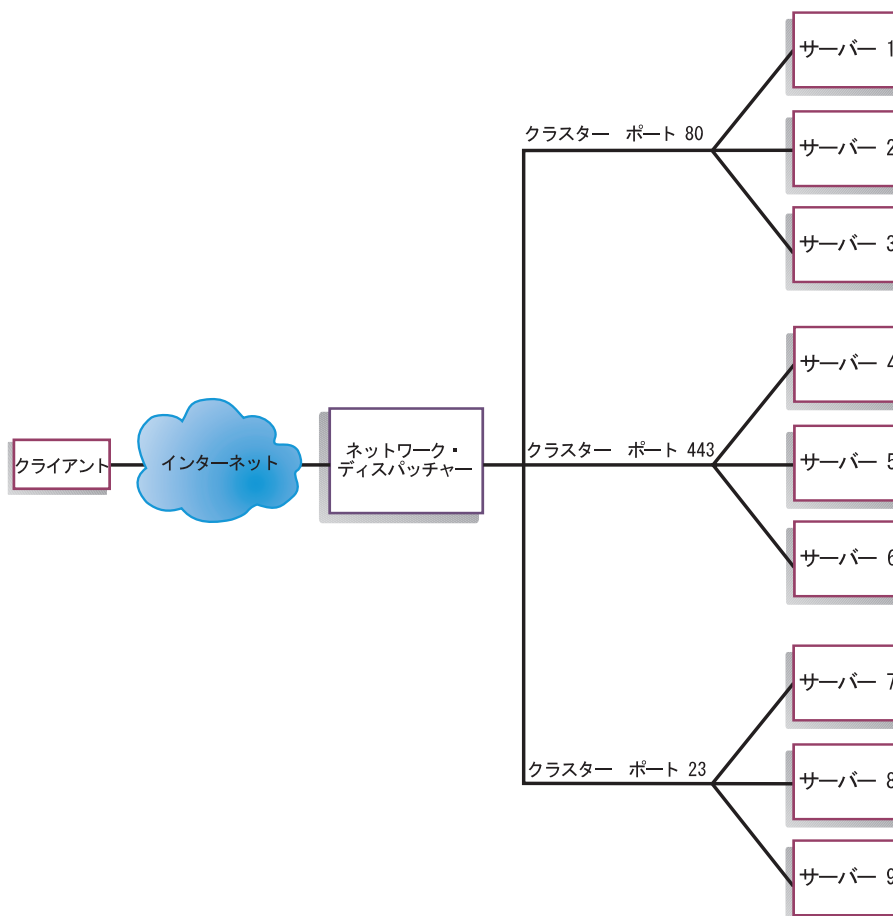 クライアント
インターネット
ネットワーク・
ディスパッチャー
クラスター　ポート 80
サーバー 1
サーバー 2
サーバー 3
クラスター　ポート 443
サーバー 4
サーバー 5
サーバー 6
クラスター　ポート 23
サーバー 7
サーバー 8
サーバー 9